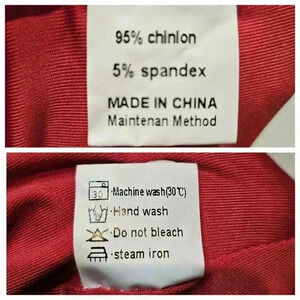 95% chinlon
5% spandex
MADE IN CHINA
Maintenan Method
30 ·Machine wash(30℃)
·Hand wash
·Do not bleach
·steam iron